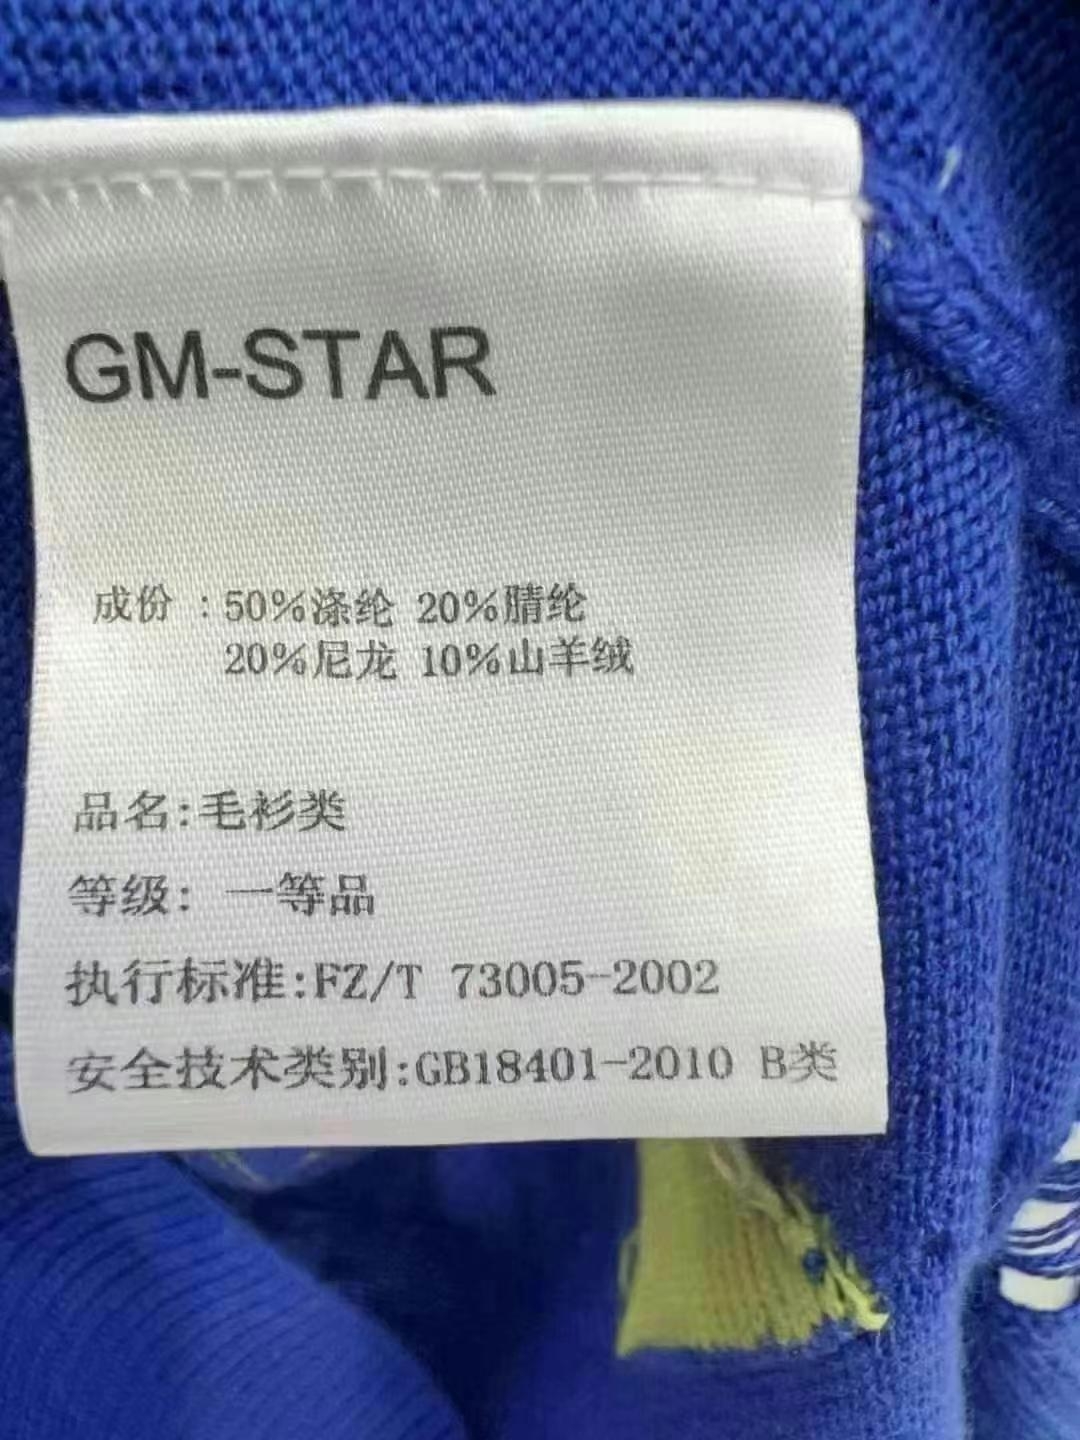 GM-STAR
成份：50%涤纶 20%腈纶
20%尼龙 10%山羊绒
品名:毛衫类
等级: 一等品
执行标准:FZ/T 73005-2002
安全技术类别:GB18401-2010 B类